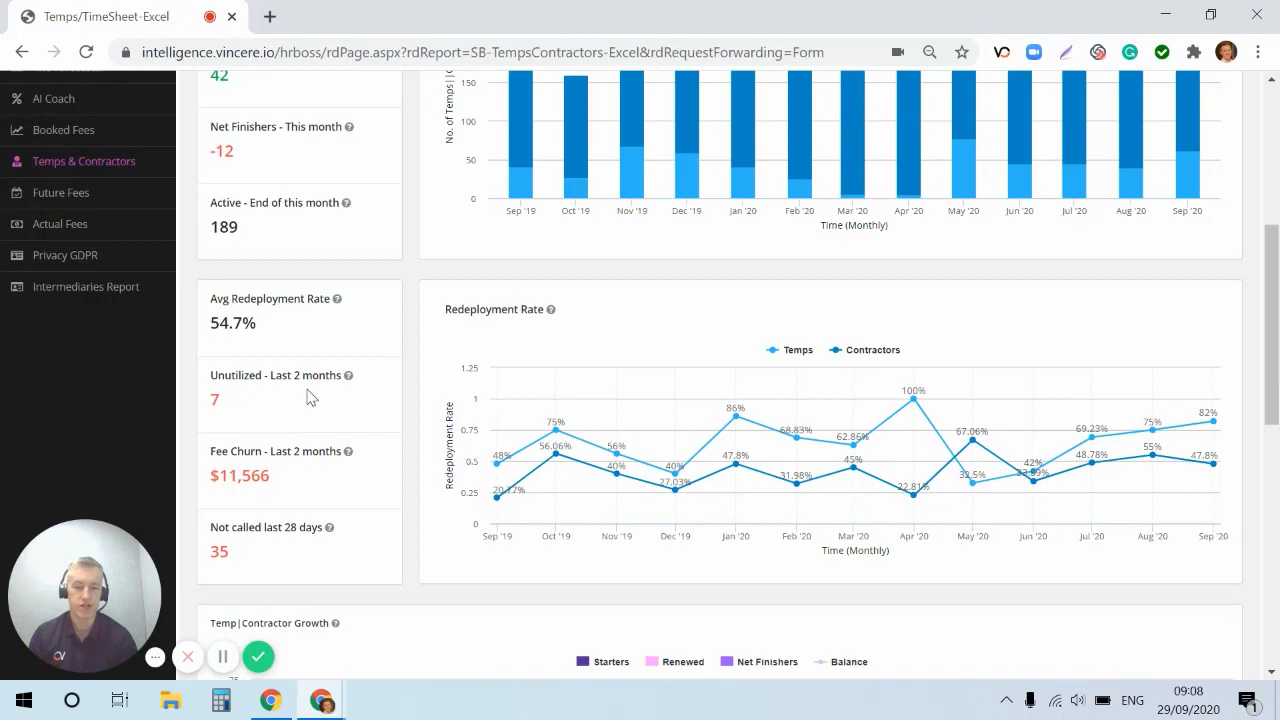 Temps/TimeSheet-Excel
intelligence.vincere.io/hrboss/rdPage.aspx?rdReport=SB-TempsContractors-Excel&rdRequestForwarding=Form
AI Coach
Booked Fees
Temps & Contractors
Future Fees
Actual Fees
Privacy GDPR
Intermediaries Report
42
Net Finishers - This month
-12
Active - End of this month
189
No. of Temps||
150
100
50
0
Sep '19 Oct '19 Nov '19 Dec '19 Jan '20 Feb '20 Mar '20 Apr '20 May '20 Jun '20 Jul '20 Aug '20 Sep '20
Time (Monthly)
Avg Redeployment Rate
54.7%
Unutilized - Last 2 months
7
Fee Churn - Last 2 months
$11,566
Not called last 28 days
35
Redeployment Rate
Temps Contractors
Redeployment Rate
1.25
1
0.75
0.5
0.25
0
48% 75% 56% 40% 86% 68.83% 62.86% 100% 32.5% 42% 69.23% 75% 82%
20.77% 56.06% 40% 27.03% 47.8% 31.98% 45% 22.81% 67.06% 48.78% 55% 47.8%
Sep '19 Oct '19 Nov '19 Dec '19 Jan '20 Feb '20 Mar '20 Apr '20 May '20 Jun '20 Jul '20 Aug '20 Sep '20
Time (Monthly)
Temp|Contractor Growth
Starters Renewed Net Finishers Balance
ENG
09:08
29/09/2020
1